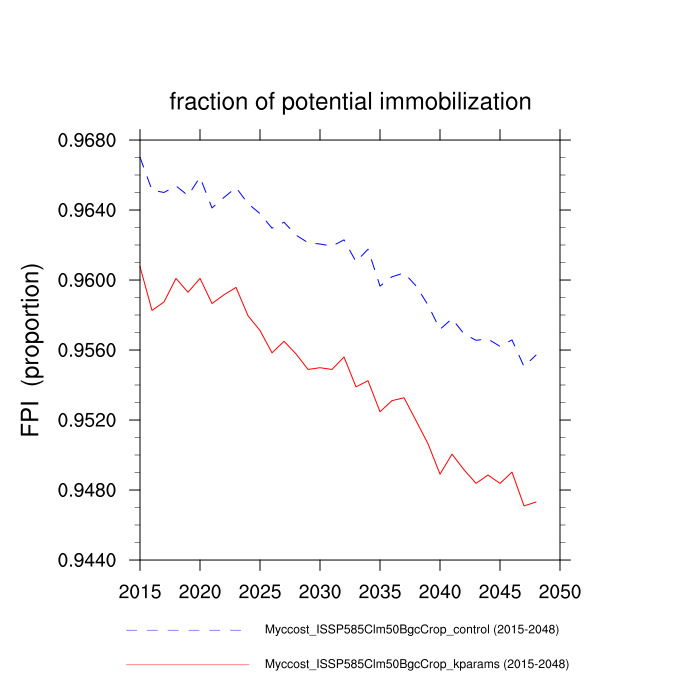 fraction of potential immobilization
0.9680
0.9640
0.9600
0.9560
0.9520
0.9480
0.9440
FPI (proportion)
2015 2020 2025 2030 2035 2040 2045 2050
Myccost_ISSP585Clm50BgcCrop_control (2015-2048)
Myccost_ISSP585Clm50BgcCrop_kparams (2015-2048)